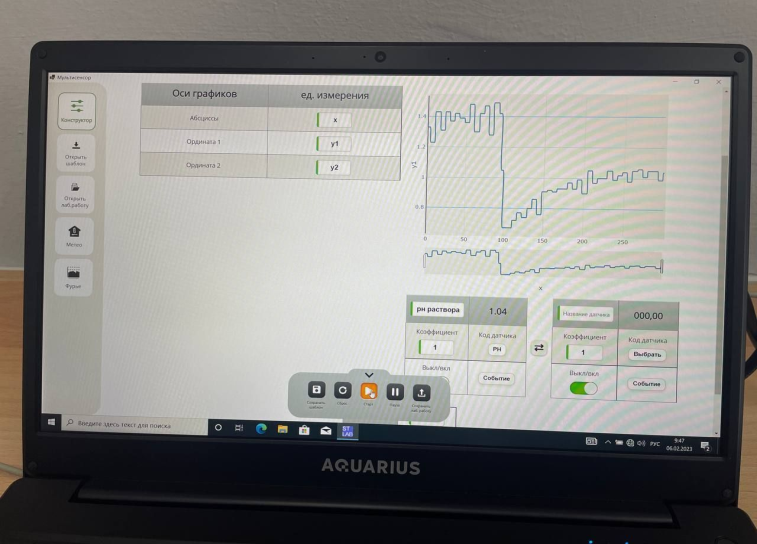 Мультисенсор
Конструктор
Открыть
шаблон
Открыть
лаб.работу
Меню
Фурье
Оси графиков
ед. измерения
Абсциссы
x
Ордината 1
y1
Ордината 2
y2
y1
1.4
1.2
1
0.8
0
50
100
150
200
250
x
рн раствора
1.04
Коэффициент
1
Код датчика
PH
Выкл/вкл
Событие
Название датчика
000,00
Коэффициент
1
Код датчика
Выбрать
Выкл/вкл
Событие
Сохранить
шаблон
Старт
Пауза
Сохранить
лаб.работу
Введите здесь текст для поиска
ST
LAB
РУС
9:47
06.02.2023
2
AQUARIUS